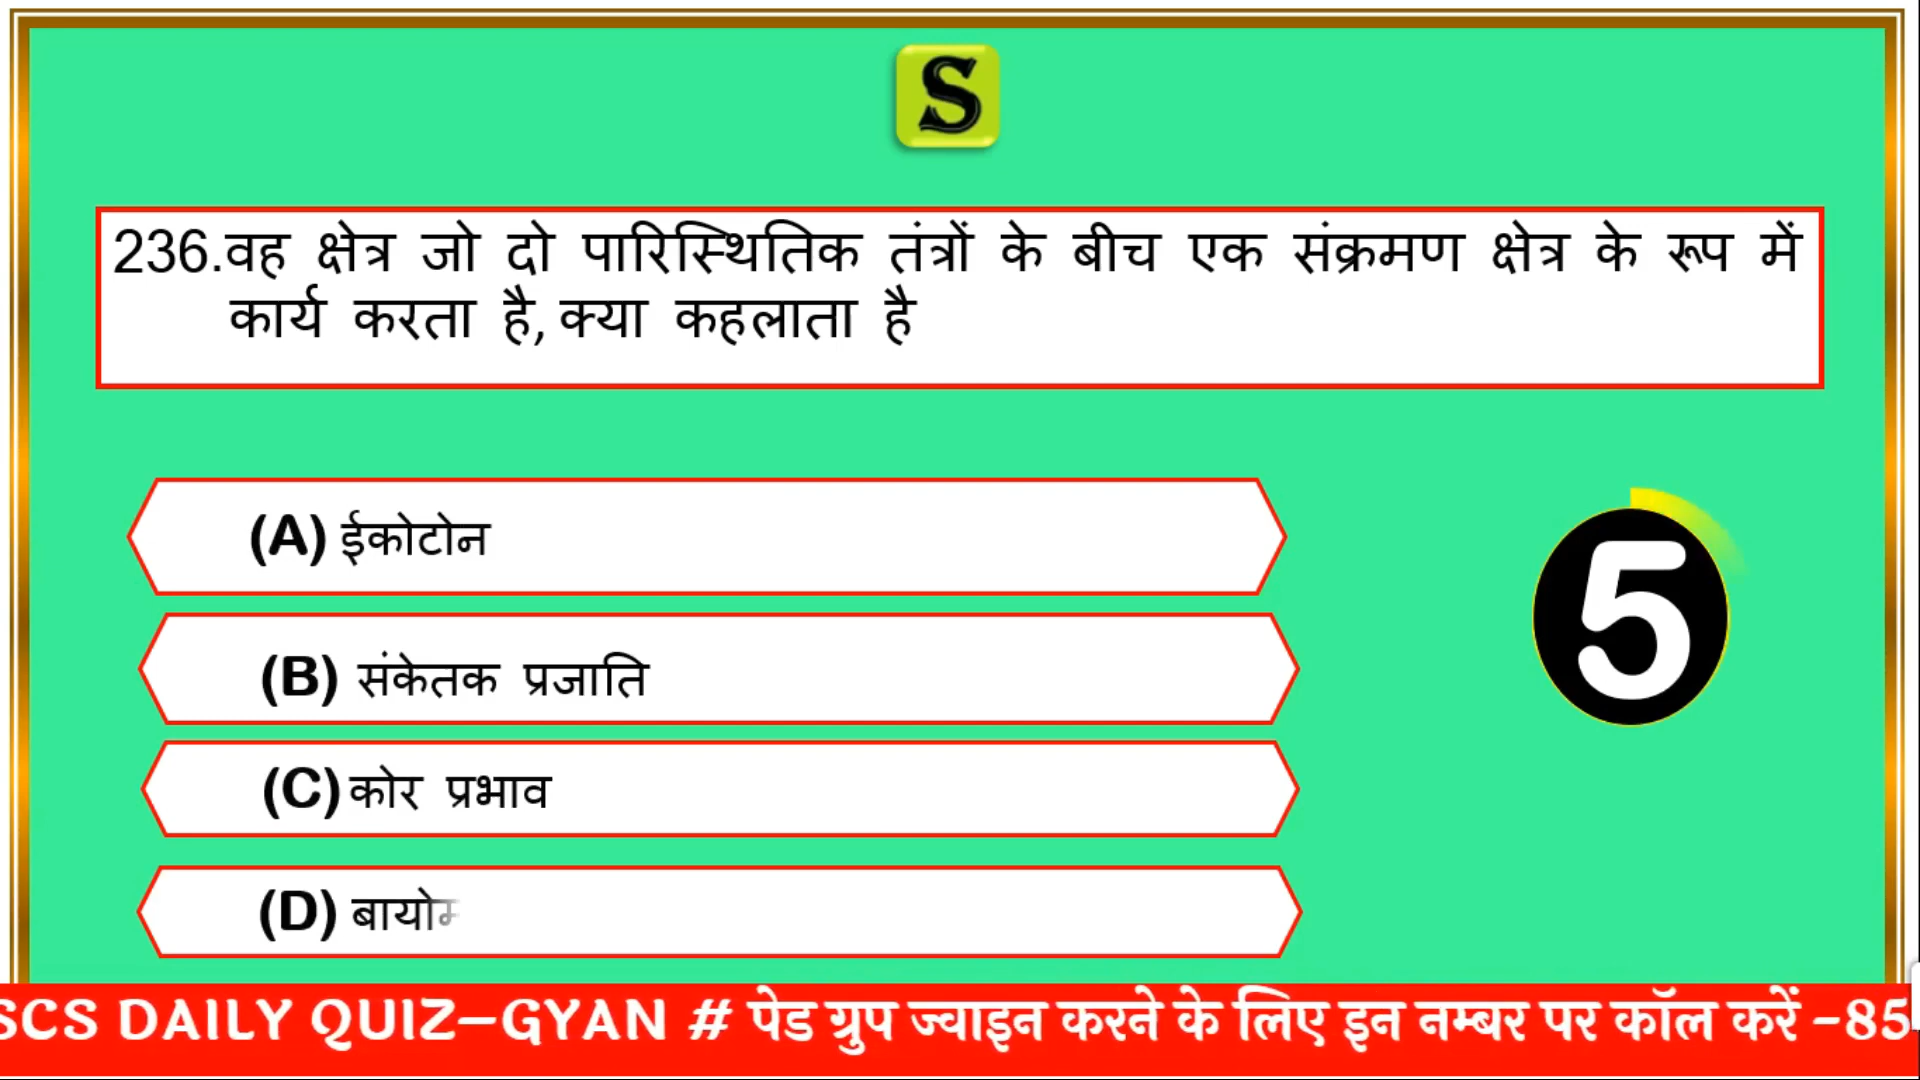 S
236.वह क्षेत्र जो दो पारिस्थितिक तंत्रों के बीच एक संक्रमण क्षेत्र के रूप में
कार्य करता है, क्या कहलाता है
(A) ईकोटोन
(B) संकेतक प्रजाति
(C) कोर प्रभाव
(D)
5
SCS DAILY QUIZ-GYAN # पेड ग्रुप ज्वाइन करने के लिए इन नम्बर पर कॉल करें -85